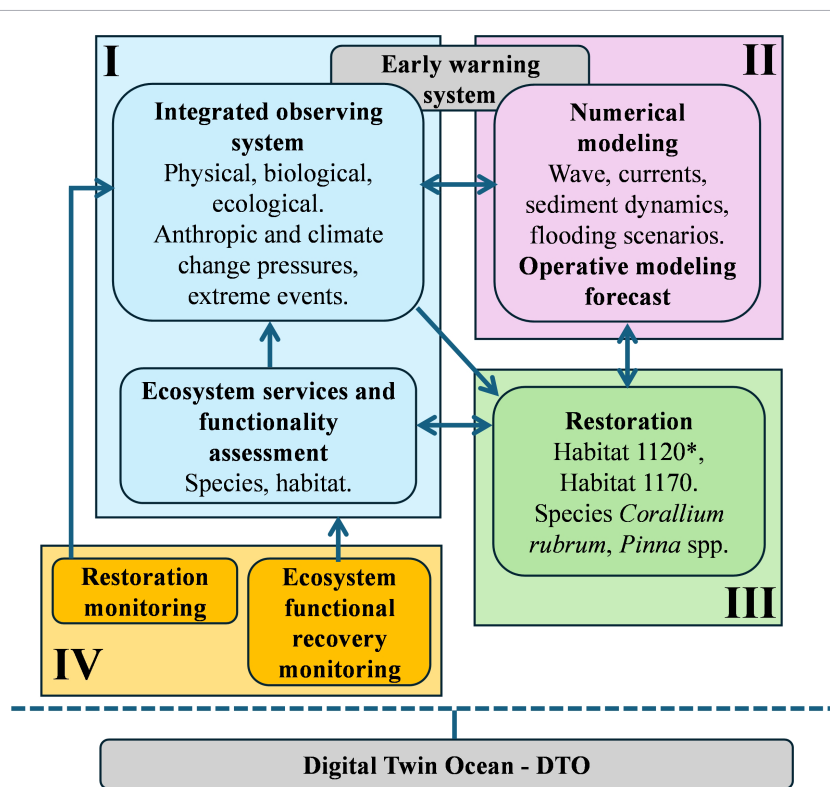 I
Early warning
system
II
Integrated observing
system
Physical, biological,
ecological.
Anthropic and climate
change pressures,
extreme events.
Numerical
modeling
Wave, currents,
sediment dynamics,
flooding scenarios.
Operative modeling
forecast
Ecosystem services and
functionality
assessment
Species, habitat.
Restoration
Habitat 1120*,
Habitat 1170.
Species Corallium
rubrum, Pinna spp.
III
Restoration
monitoring
Ecosystem
functional
recovery
monitoring
IV
Digital Twin Ocean - DTO